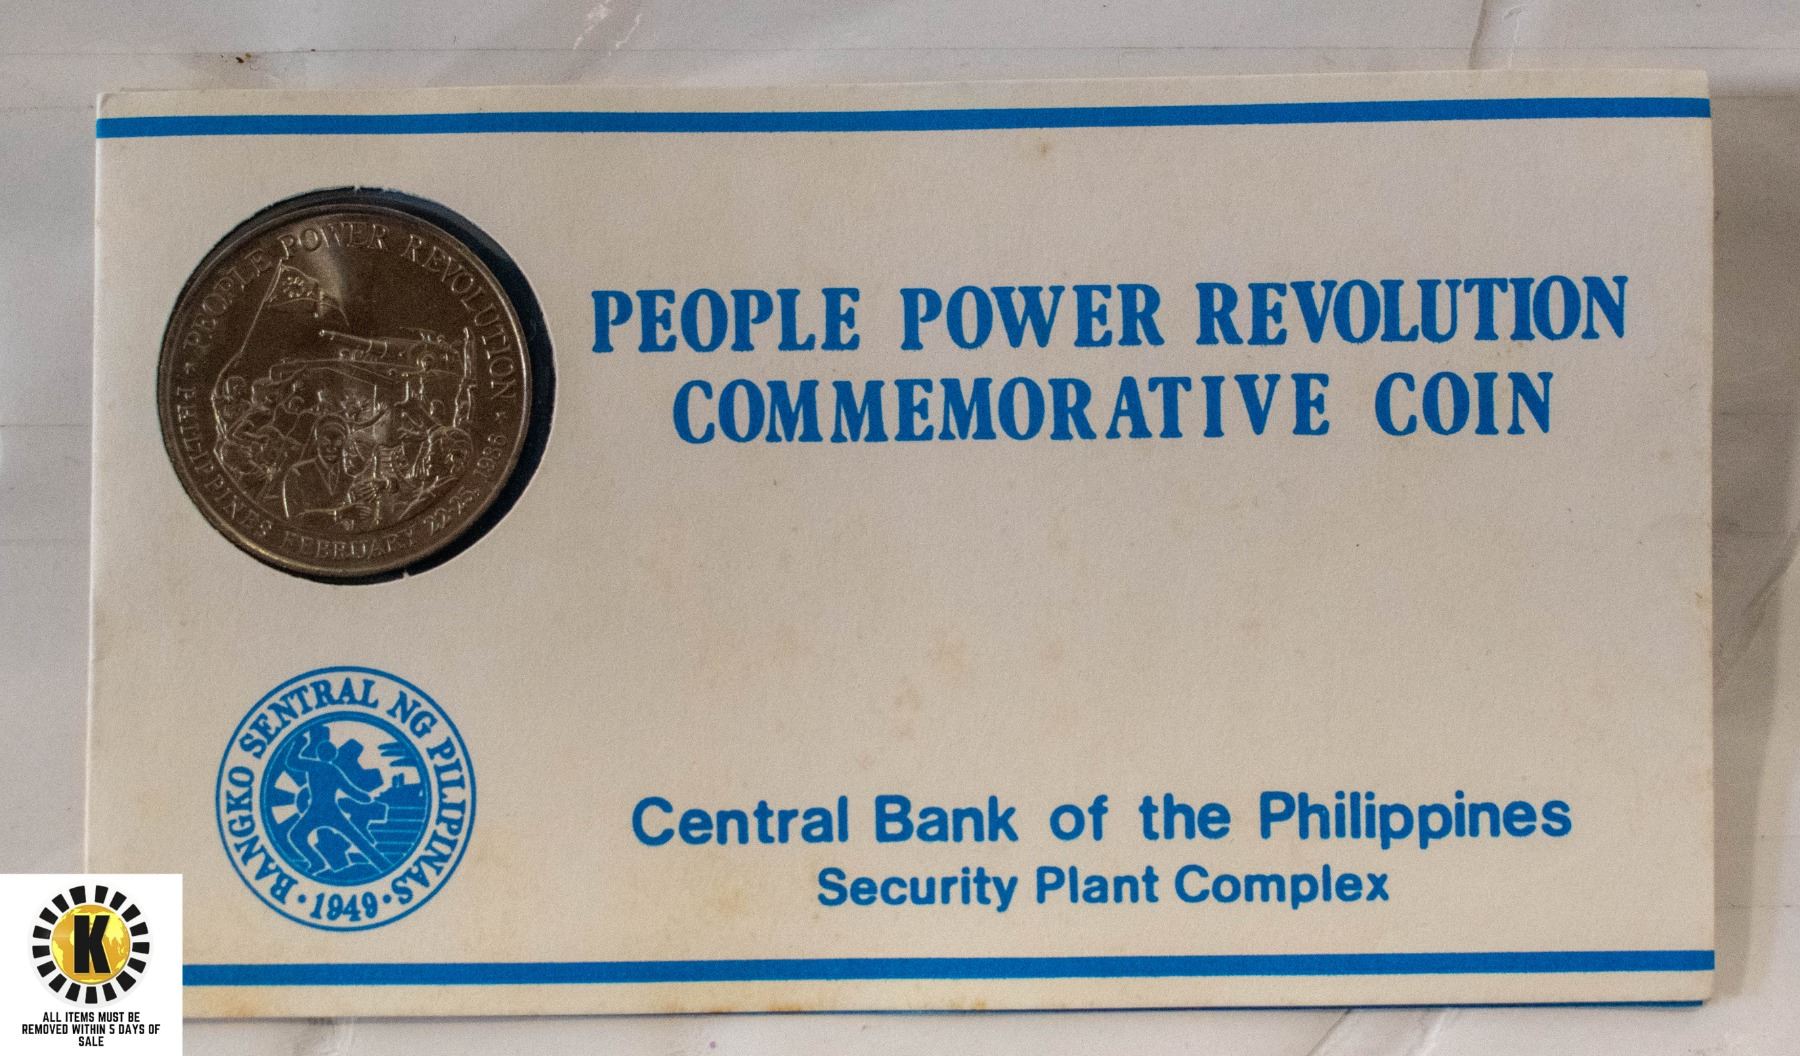 PEOPLE POWER REVOLUTION
PHILIPPINES FEBRUARY 22-25, 1986
PEOPLE POWER REVOLUTION
COMMEMORATIVE COIN
BANGKO SENTRAL NG PILIPINAS
· 1949 ·
Central Bank of the Philippines
Security Plant Complex
K
ALL ITEMS MUST BE
REMOVED WITHIN 5 DAYS OF
SALE